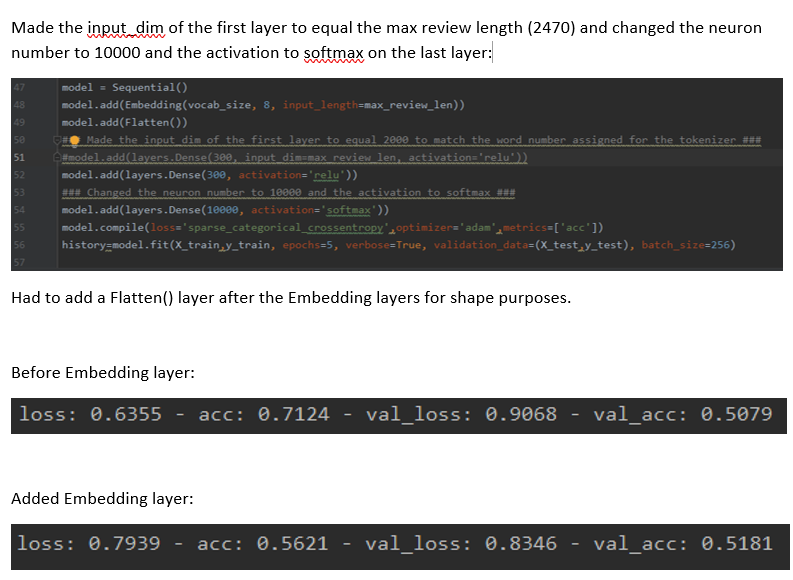 Made the input_dim of the first layer to equal the max review length (2470) and changed the neuron
number to 10000 and the activation to softmax on the last layer:
47 model = Sequential()
48 model.add(Embedding(vocab_size, 8, input_length=max_review_len))
49 model.add(Flatten())
50 ## Made the input_dim of the first layer to equal 2000 to match the word number assigned for the tokenizer ###
51 #model.add(layers.Dense(300, input_dim=max_review_len, activation='relu'))
52 model.add(layers.Dense(300, activation='relu'))
53 ### Changed the neuron number to 10000 and the activation to softmax ###
54 model.add(layers.Dense(10000, activation='softmax'))
55 model.compile(loss='sparse_categorical_crossentropy',optimizer='adam',metrics=['acc'])
56 history=model.fit(X_train,y_train, epochs=5, verbose=True, validation_data=(X_test,y_test), batch_size=256)
57
Had to add a Flatten() layer after the Embedding layers for shape purposes.
Before Embedding layer:
loss: 0.6355 - acc: 0.7124 - val_loss: 0.9068 - val_acc: 0.5079
Added Embedding layer:
loss: 0.7939 - acc: 0.5621 - val_loss: 0.8346 - val_acc: 0.5181